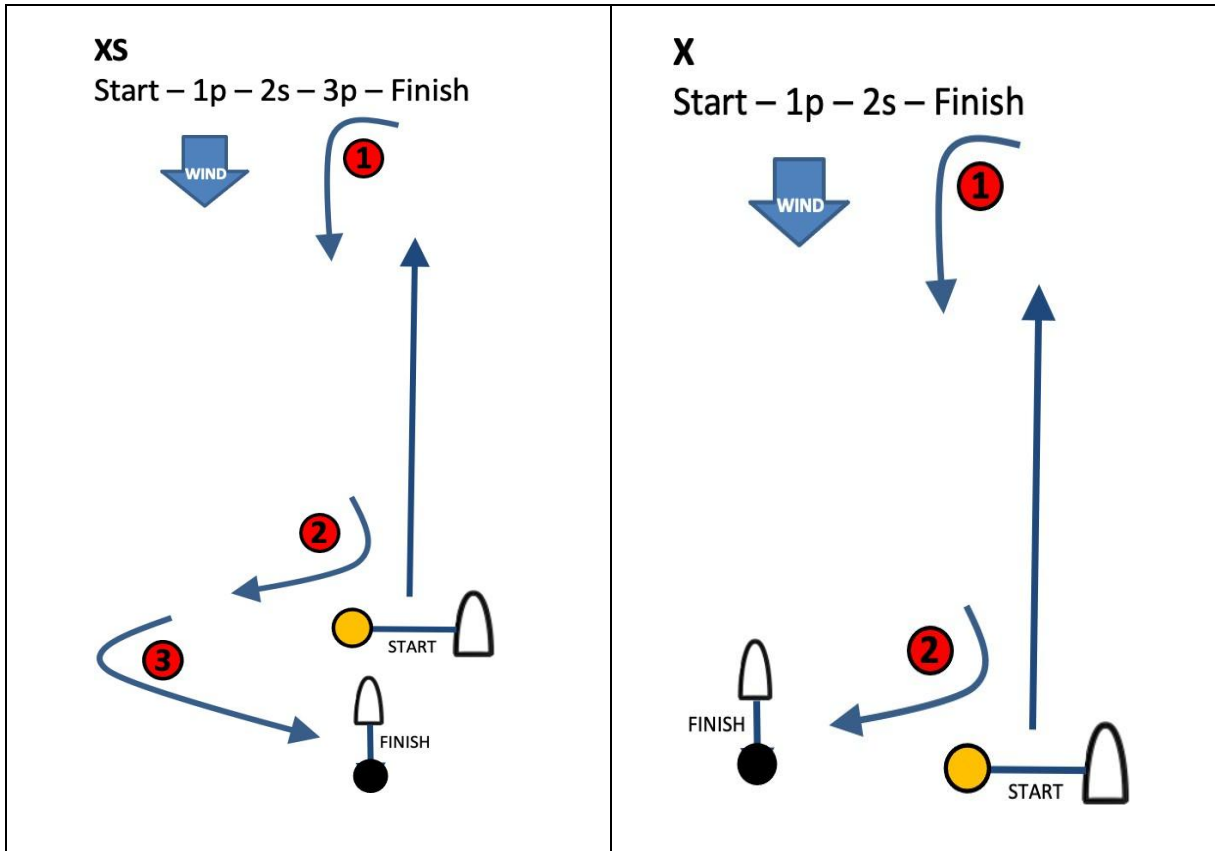 XS
Start – 1p – 2s – 3p – Finish
WIND
1
2
START
3
FINISH
X
Start – 1p – 2s – Finish
WIND
1
2
FINISH
START